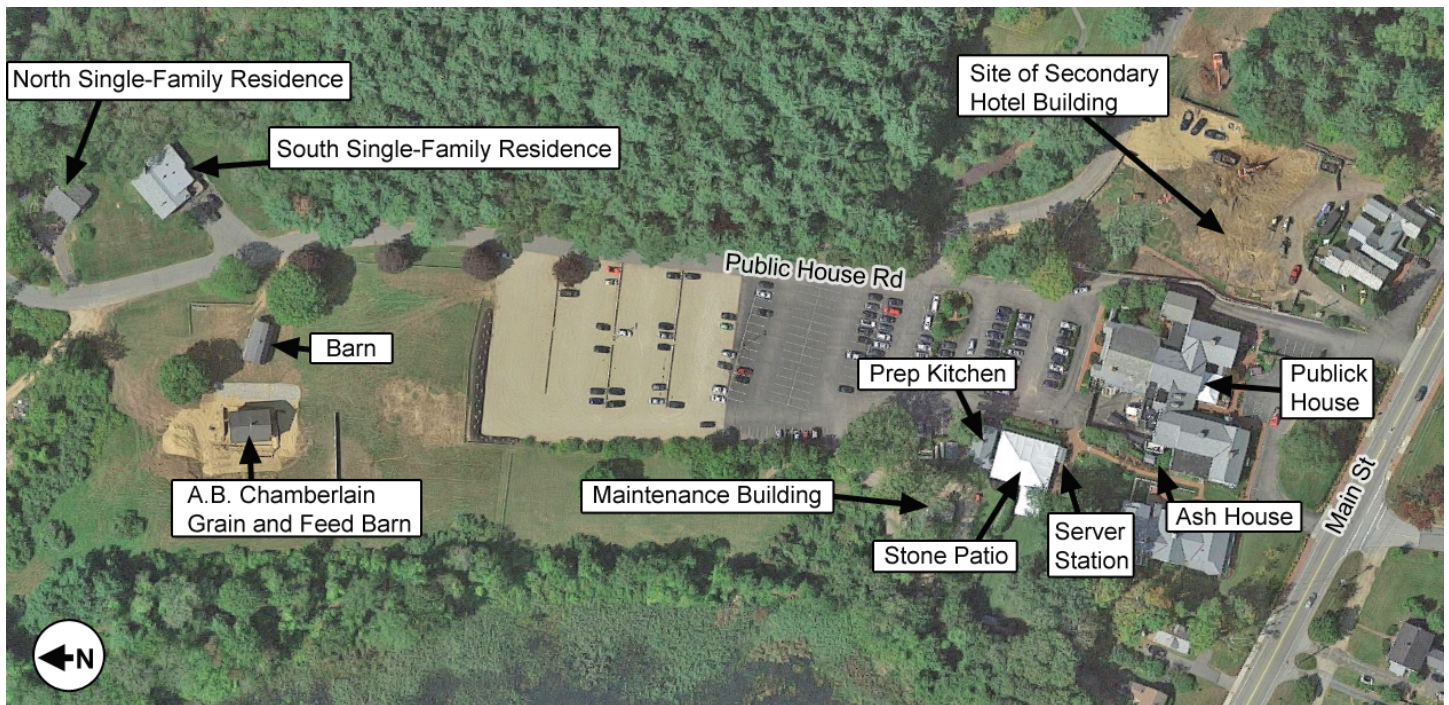 North Single-Family Residence
South Single-Family Residence
Site of Secondary
Hotel Building
Public House Rd
Barn
Prep Kitchen
Publick
House
A.B. Chamberlain
Grain and Feed Barn
Maintenance Building
Stone Patio
Server
Station
Ash House
Main St
N